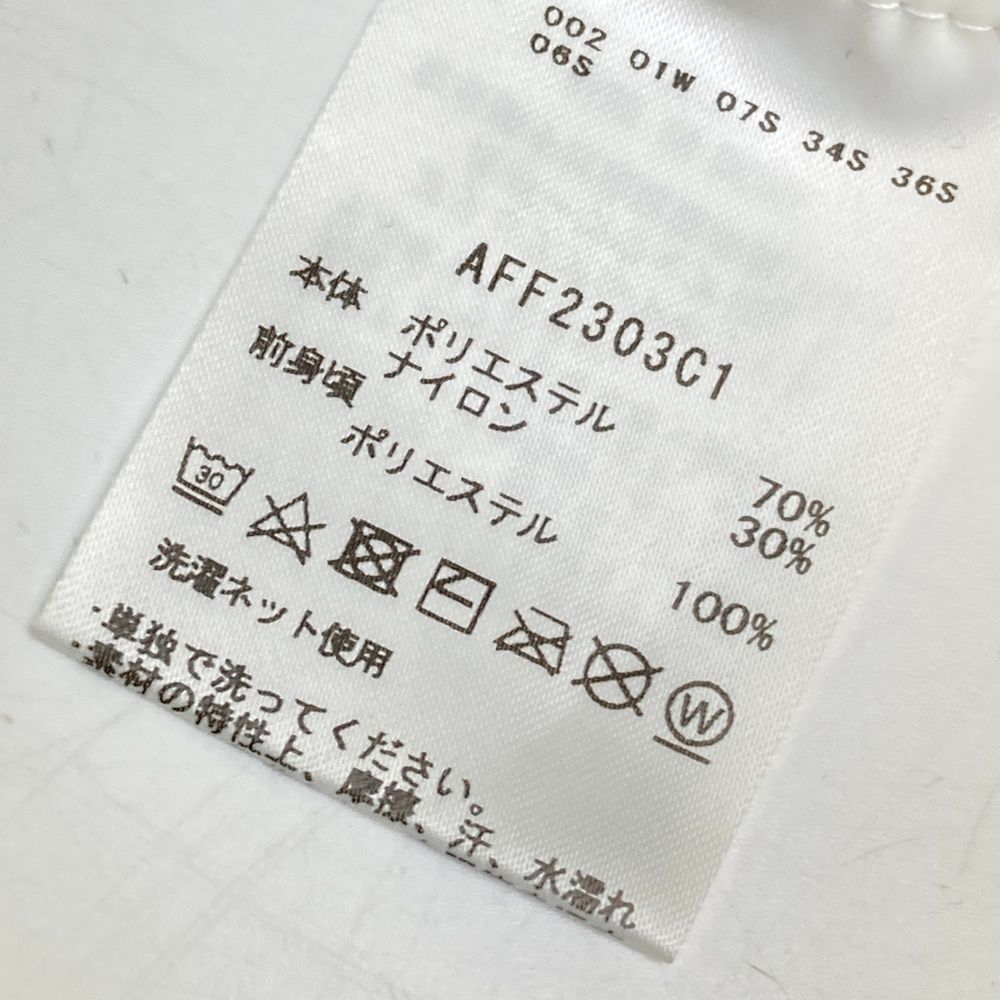 002 01W 07S 34S 36S
06S
AFF2303C1
本体 ポリエステル 70%
ナイロン 30%
前身頃 ポリエステル 100%
30
W
洗濯ネット使用
・単独で洗ってください。
・素材の特性上、摩擦、汗、水濡れ